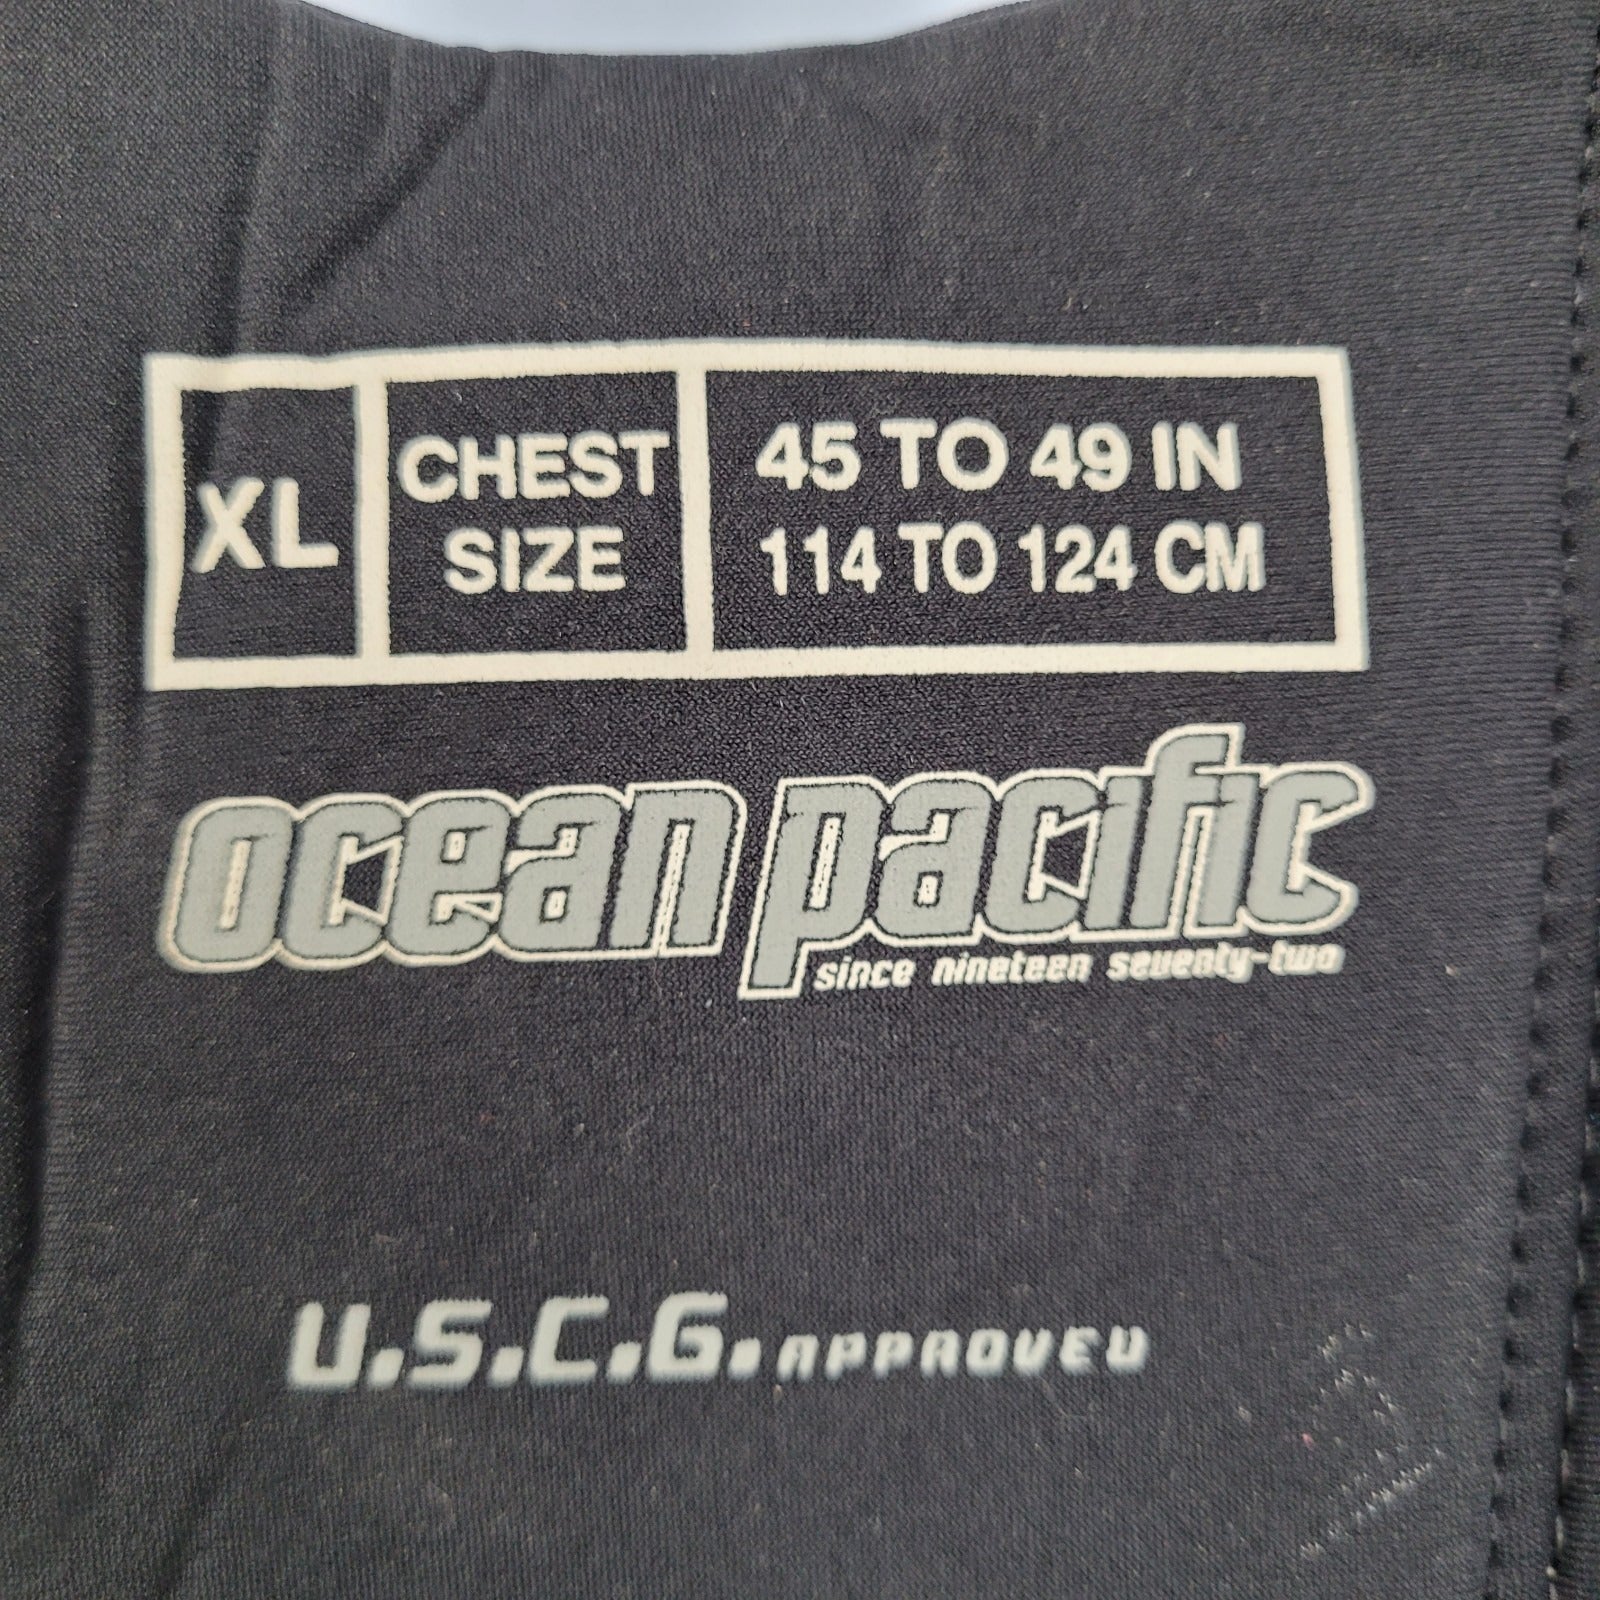 XL
CHEST
SIZE
45 TO 49 IN
114 TO 124 CM
ocean pacific
since nineteen seventy-two
U.S.C.G. APPROVED